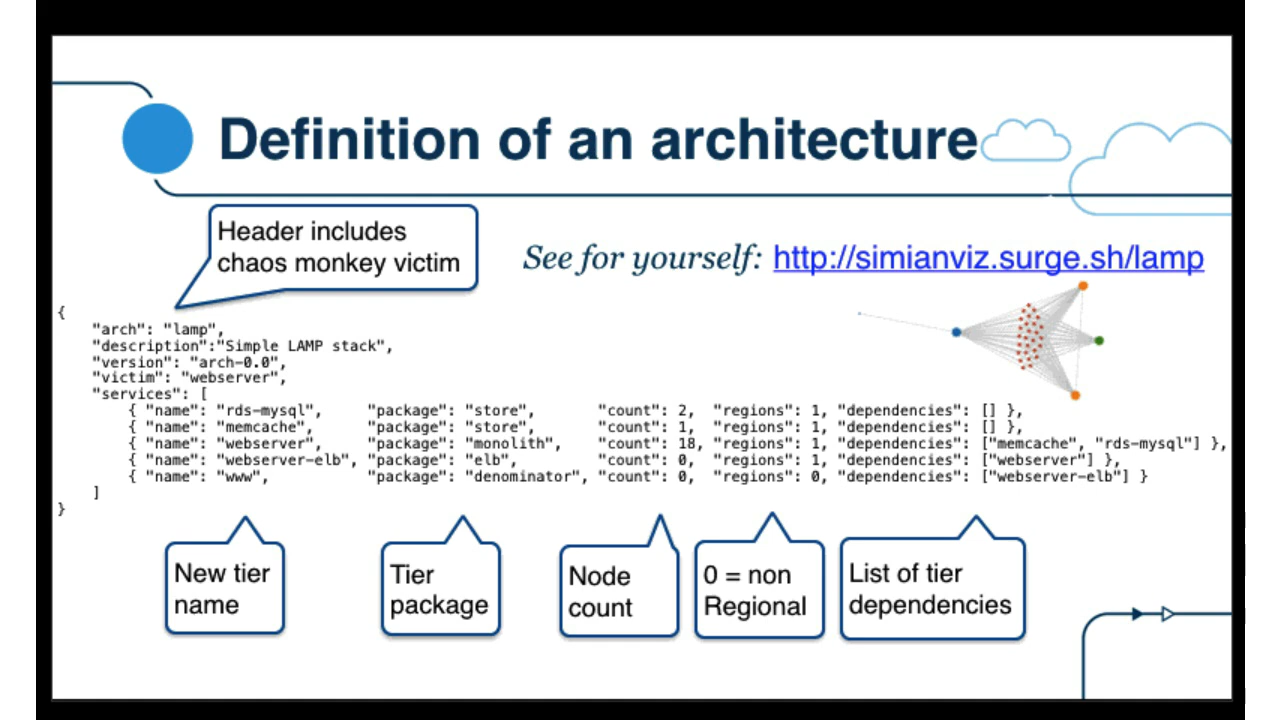 Definition of an architecture
Header includes
chaos monkey victim
See for yourself: http://simianviz.surge.sh/lamp
{
"arch": "lamp",
"description":"Simple LAMP stack",
"version": "arch-0.0",
"victim": "webserver",
"services": [
{ "name": "rds-mysql", "package": "store", "count": 2, "regions": 1, "dependencies": [] },
{ "name": "memcache", "package": "store", "count": 1, "regions": 1, "dependencies": [] },
{ "name": "webserver", "package": "monolith", "count": 18, "regions": 1, "dependencies": ["memcache", "rds-mysql"] },
{ "name": "webserver-elb", "package": "elb", "count": 0, "regions": 1, "dependencies": ["webserver"] },
{ "name": "www", "package": "denominator", "count": 0, "regions": 0, "dependencies": ["webserver-elb"] }
]
}
New tier
name
Tier
package
Node
count
0 = non
Regional
List of tier
dependencies